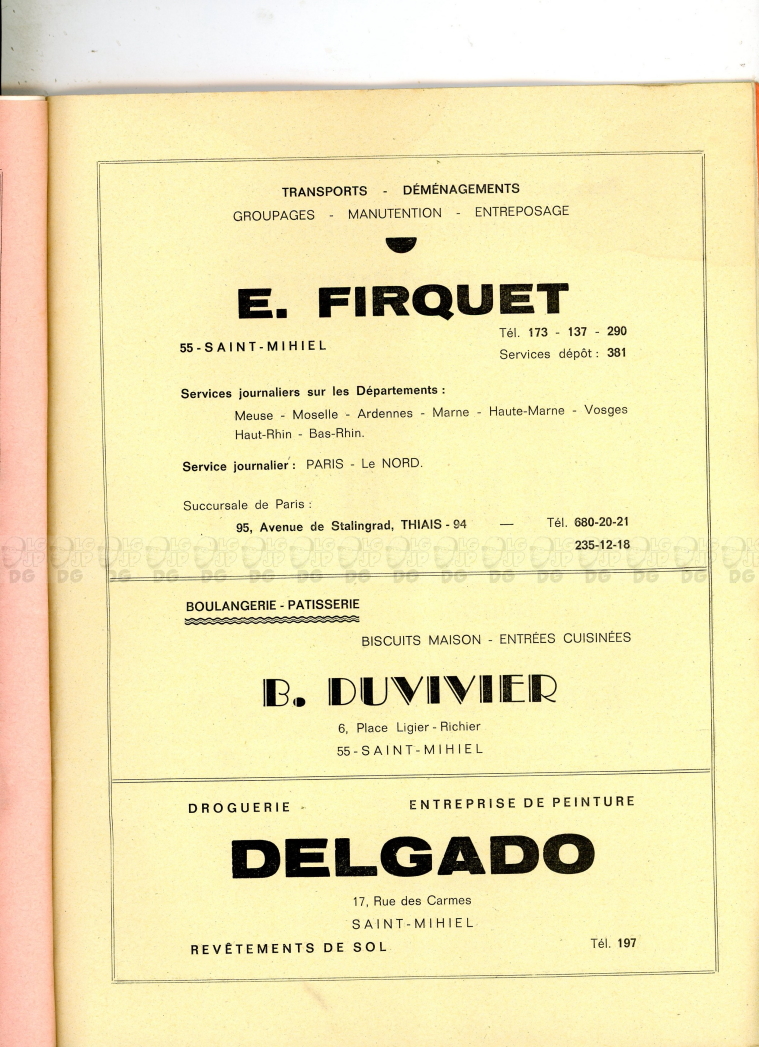 TRANSPORTS - DÉMÉNAGEMENTS
GROUPAGES - MANUTENTION - ENTREPOSAGE
E. FIRQUET
55-SAINT-MIHIEL
Tél. 173 - 137 - 290
Services dépôt : 381
Services journaliers sur les Départements :
Meuse - Moselle - Ardennes - Marne - Haute-Marne - Vosges
Haut-Rhin - Bas-Rhin.
Service journalier : PARIS - Le NORD.
Succursale de Paris :
95, Avenue de Stalingrad, THIAIS - 94 — Tél. 680-20-21
235-12-18
BOULANGERIE - PATISSERIE
BISCUITS MAISON - ENTRÉES CUISINÉES
B. DUVIVIER
6, Place Ligier-Richier
55-SAINT-MIHIEL
DROGUERIE - ENTREPRISE DE PEINTURE
DELGADO
17, Rue des Carmes
SAINT-MIHIEL
REVÊTEMENTS DE SOL
Tél. 197